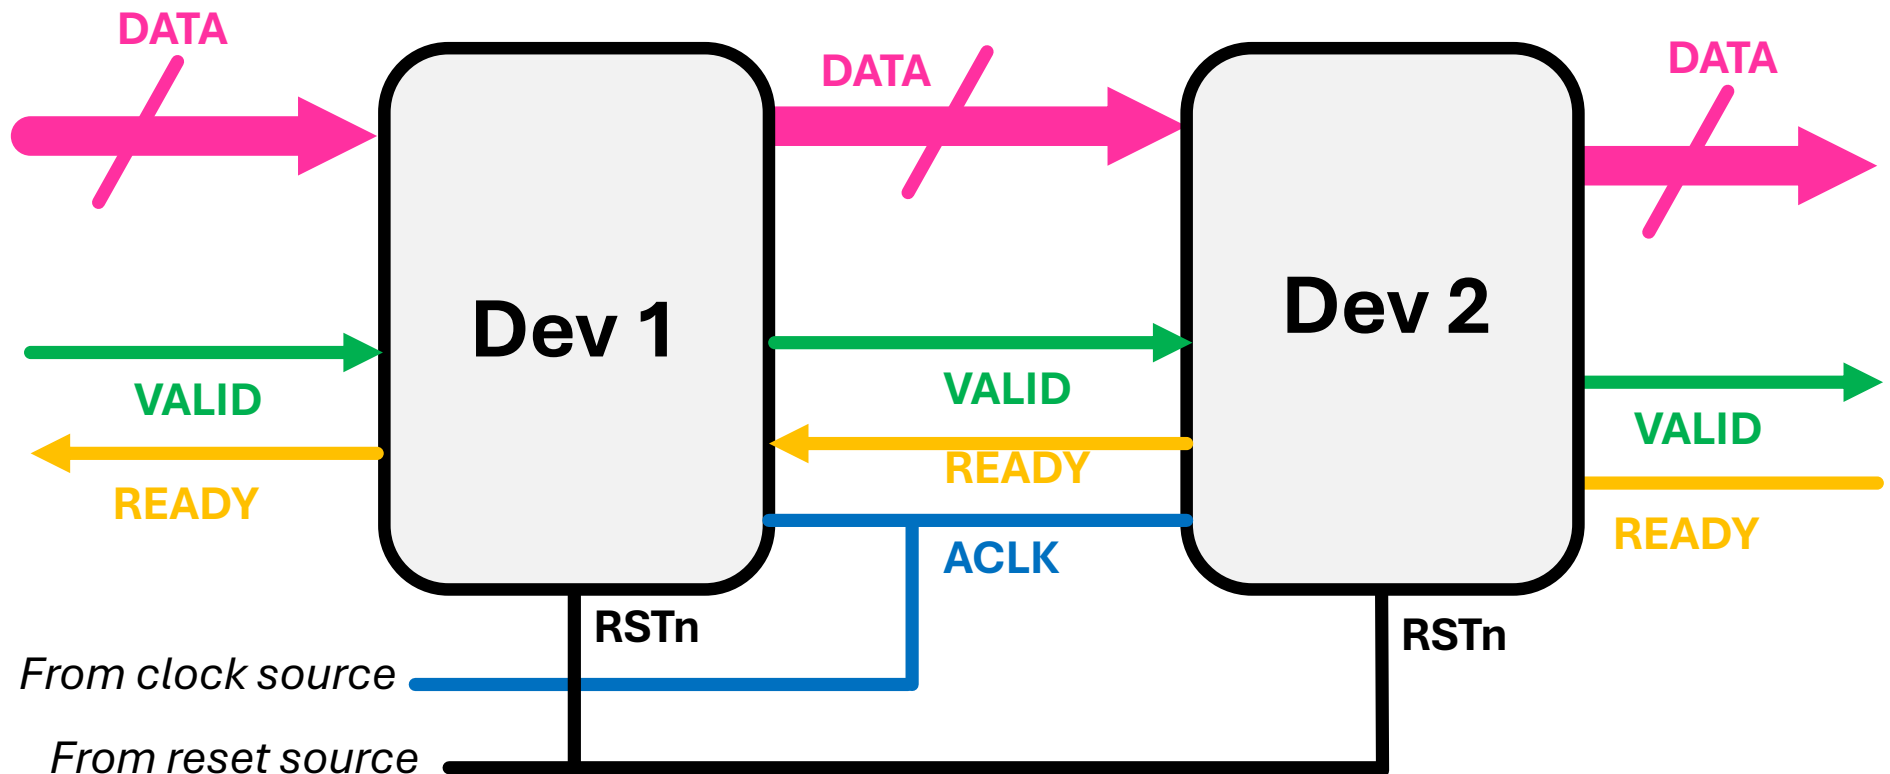 DATA
DATA
DATA
Dev 1
Dev 2
VALID
VALID
VALID
READY
READY
READY
ACLK
RSTn
RSTn
From clock source
From reset source